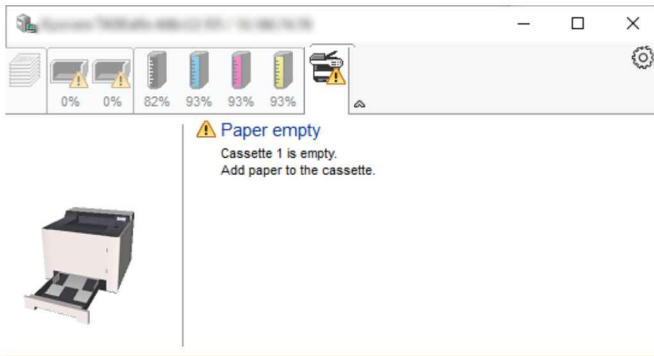 0% 0% 82% 93% 93% 93%
Paper empty
Cassette 1 is empty.
Add paper to the cassette.